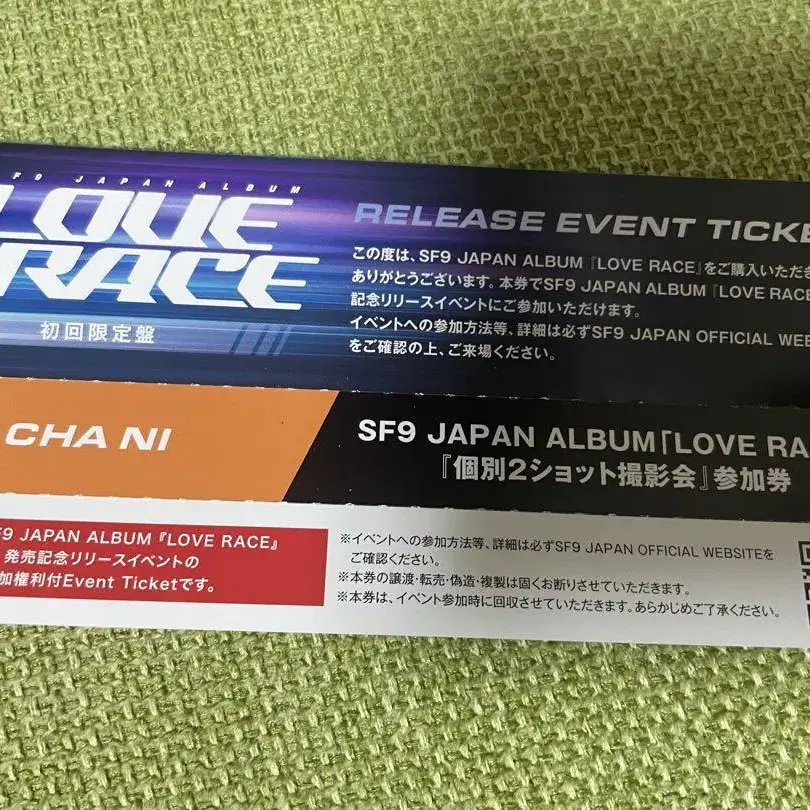 F9 JAPAN ALBUM
LOVE
RACE
初回限定盤
RELEASE EVENT TICKE
この度は、SF9 JAPAN ALBUM『LOVE RACE』をご購入いただき
ありがとうございます。本券でSF9 JAPAN ALBUM『LOVE RACE
記念リリースイベントにご参加いただけます。
イベントへの参加方法等、詳細は必ずSF9 JAPAN OFFICIAL WEB
をご確認の上、ご来場ください。
CHA NI
SF9 JAPAN ALBUM「LOVE RA
『個別2ショット撮影会』参加券
F9 JAPAN ALBUM『LOVE RACE』
発売記念リリースイベントの
加権利付Event Ticketです。
※イベントへの参加方法等、詳細は必ずSF9 JAPAN OFFICIAL WEBSITEを
ご確認ください。
※本券の譲渡・転売・偽造・複製は固くお断りさせていただきます。
※本券は、イベント参加時に回収させていただきます。あらかじめご了承ください。